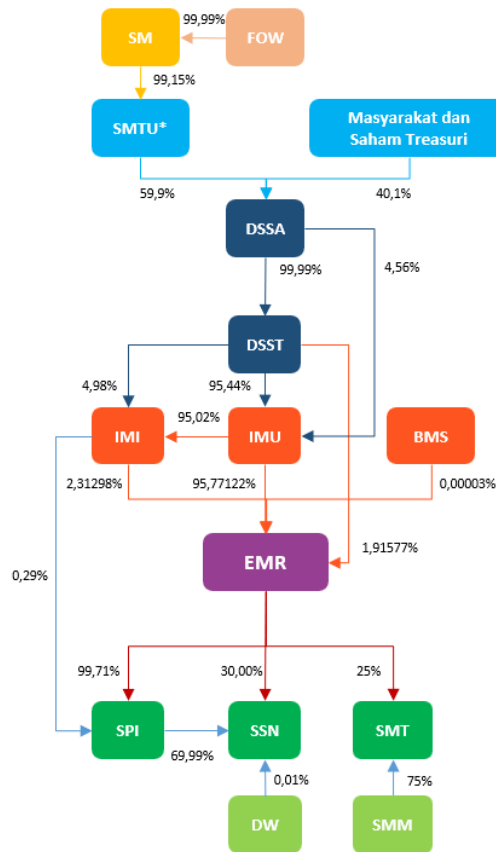 99,99%
SM
FOW
99,15%
SMTU*
Masyarakat dan
Saham Treasuri
59,9%
40,1%
DSSA
99,99%
4,56%
DSST
4,98%
95,44%
IMI
95,02%
IMU
BMS
2,31298%
95,77122%
0,00003%
EMR
1,91577%
0,29%
99,71%
30,00%
25%
SPI
SSN
SMT
69,99%
0,01%
75%
DW
SMM